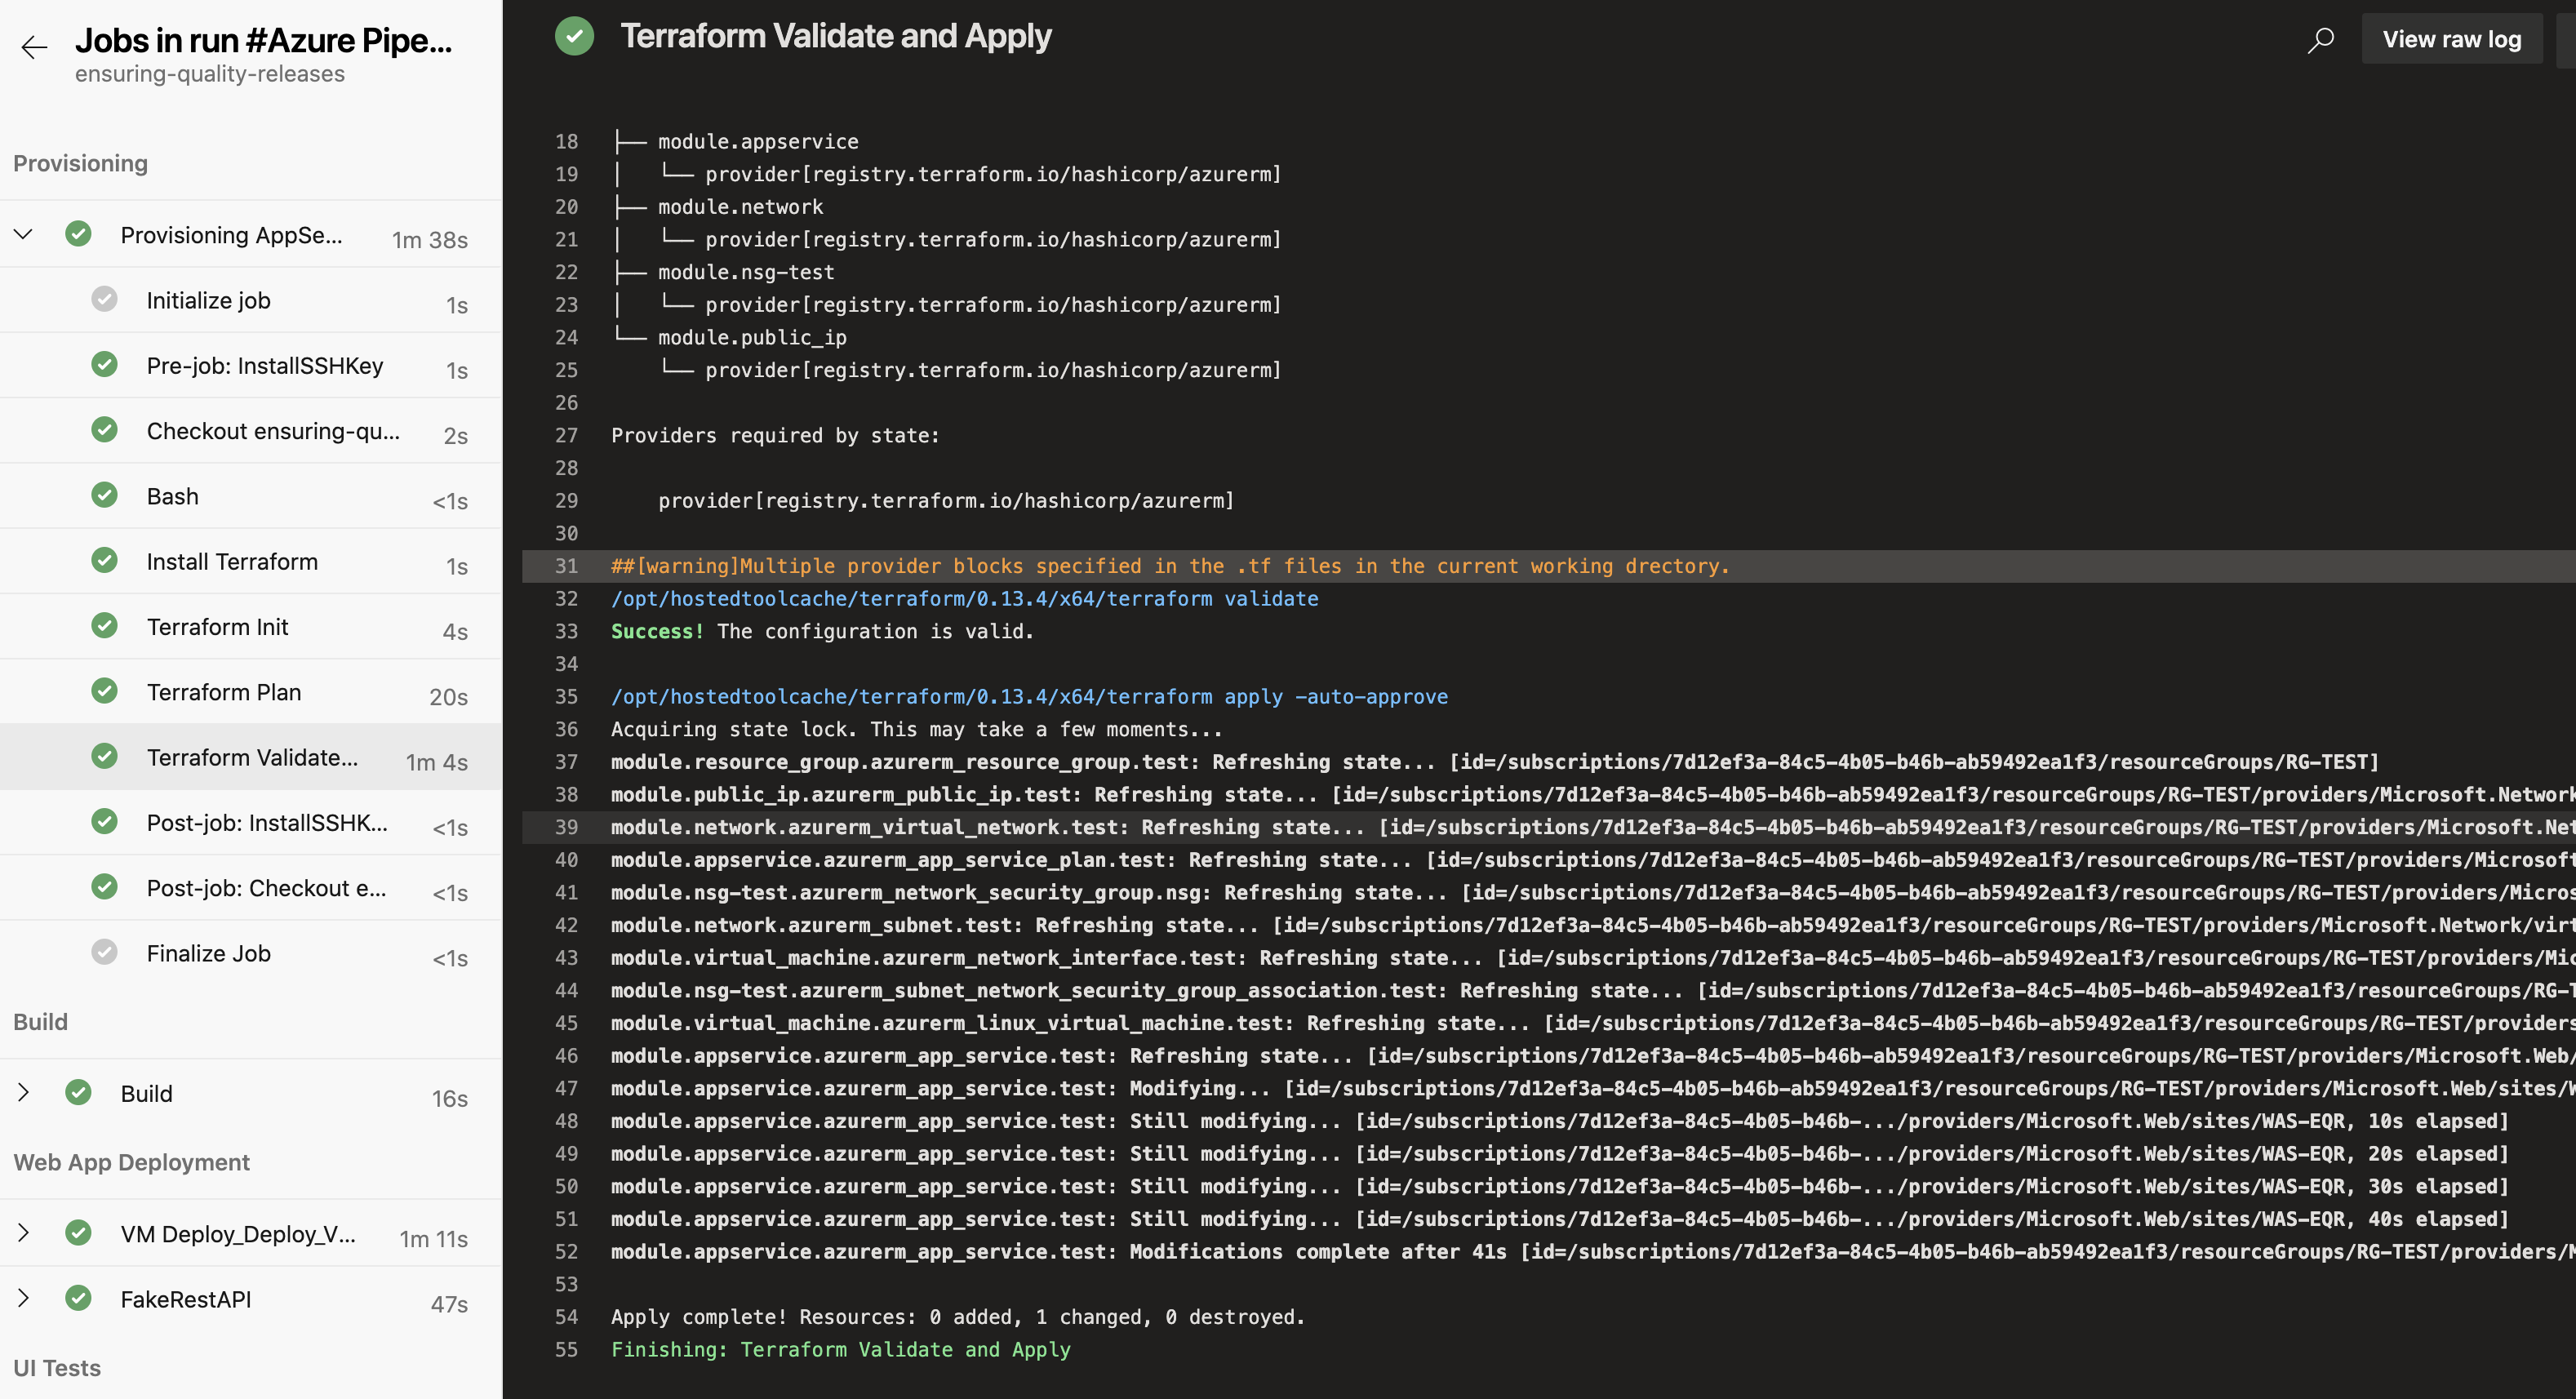 Jobs in run #Azure Pipe...
ensuring-quality-releases
Provisioning
Provisioning AppSe... 1m 38s
Initialize job 1s
Pre-job: InstallSSHKey 1s
Checkout ensuring-qu... 2s
Bash <1s
Install Terraform 1s
Terraform Init 4s
Terraform Plan 20s
Terraform Validate... 1m 4s
Post-job: InstallSSHK... <1s
Post-job: Checkout e... <1s
Finalize Job <1s
Build
Build 16s
Web App Deployment
VM Deploy_Deploy_V... 1m 11s
FakeRestAPI 47s
UI Tests
Terraform Validate and Apply
View raw log
18 ├── module.appservice
19 │   └── provider[registry.terraform.io/hashicorp/azurerm]
20 ├── module.network
21 │   └── provider[registry.terraform.io/hashicorp/azurerm]
22 ├── module.nsg-test
23 │   └── provider[registry.terraform.io/hashicorp/azurerm]
24 └── module.public_ip
25     └── provider[registry.terraform.io/hashicorp/azurerm]
26
27 Providers required by state:
28
29     provider[registry.terraform.io/hashicorp/azurerm]
30
31 ##[warning]Multiple provider blocks specified in the .tf files in the current working drectory.
32 /opt/hostedtoolcache/terraform/0.13.4/x64/terraform validate
33 Success! The configuration is valid.
34
35 /opt/hostedtoolcache/terraform/0.13.4/x64/terraform apply -auto-approve
36 Acquiring state lock. This may take a few moments...
37 module.resource_group.azurerm_resource_group.test: Refreshing state... [id=/subscriptions/7d12ef3a-84c5-4b05-b46b-ab59492ea1f3/resourceGroups/RG-TEST]
38 module.public_ip.azurerm_public_ip.test: Refreshing state... [id=/subscriptions/7d12ef3a-84c5-4b05-b46b-ab59492ea1f3/resourceGroups/RG-TEST/providers/Microsoft.Network
39 module.network.azurerm_virtual_network.test: Refreshing state... [id=/subscriptions/7d12ef3a-84c5-4b05-b46b-ab59492ea1f3/resourceGroups/RG-TEST/providers/Microsoft.Net
40 module.appservice.azurerm_app_service_plan.test: Refreshing state... [id=/subscriptions/7d12ef3a-84c5-4b05-b46b-ab59492ea1f3/resourceGroups/RG-TEST/providers/Microsoft
41 module.nsg-test.azurerm_network_security_group.nsg: Refreshing state... [id=/subscriptions/7d12ef3a-84c5-4b05-b46b-ab59492ea1f3/resourceGroups/RG-TEST/providers/Micros
42 module.network.azurerm_subnet.test: Refreshing state... [id=/subscriptions/7d12ef3a-84c5-4b05-b46b-ab59492ea1f3/resourceGroups/RG-TEST/providers/Microsoft.Network/virt
43 module.virtual_machine.azurerm_network_interface.test: Refreshing state... [id=/subscriptions/7d12ef3a-84c5-4b05-b46b-ab59492ea1f3/resourceGroups/RG-TEST/providers/Mic
44 module.nsg-test.azurerm_subnet_network_security_group_association.test: Refreshing state... [id=/subscriptions/7d12ef3a-84c5-4b05-b46b-ab59492ea1f3/resourceGroups/RG-T
45 module.virtual_machine.azurerm_linux_virtual_machine.test: Refreshing state... [id=/subscriptions/7d12ef3a-84c5-4b05-b46b-ab59492ea1f3/resourceGroups/RG-TEST/providers
46 module.appservice.azurerm_app_service.test: Refreshing state... [id=/subscriptions/7d12ef3a-84c5-4b05-b46b-ab59492ea1f3/resourceGroups/RG-TEST/providers/Microsoft.Web/
47 module.appservice.azurerm_app_service.test: Modifying... [id=/subscriptions/7d12ef3a-84c5-4b05-b46b-ab59492ea1f3/resourceGroups/RG-TEST/providers/Microsoft.Web/sites/W
48 module.appservice.azurerm_app_service.test: Still modifying... [id=/subscriptions/7d12ef3a-84c5-4b05-b46b-.../providers/Microsoft.Web/sites/WAS-EQR, 10s elapsed]
49 module.appservice.azurerm_app_service.test: Still modifying... [id=/subscriptions/7d12ef3a-84c5-4b05-b46b-.../providers/Microsoft.Web/sites/WAS-EQR, 20s elapsed]
50 module.appservice.azurerm_app_service.test: Still modifying... [id=/subscriptions/7d12ef3a-84c5-4b05-b46b-.../providers/Microsoft.Web/sites/WAS-EQR, 30s elapsed]
51 module.appservice.azurerm_app_service.test: Still modifying... [id=/subscriptions/7d12ef3a-84c5-4b05-b46b-.../providers/Microsoft.Web/sites/WAS-EQR, 40s elapsed]
52 module.appservice.azurerm_app_service.test: Modifications complete after 41s [id=/subscriptions/7d12ef3a-84c5-4b05-b46b-ab59492ea1f3/resourceGroups/RG-TEST/providers/M
53
54 Apply complete! Resources: 0 added, 1 changed, 0 destroyed.
55 Finishing: Terraform Validate and Apply